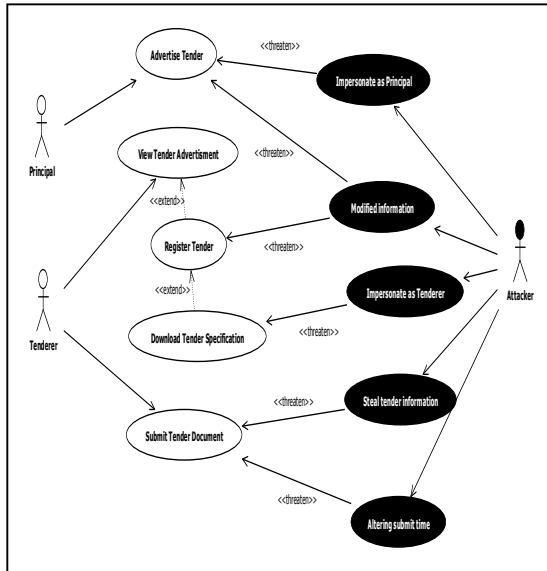 Advertise Tender
<<threaten>>
Impersonate as Principal
Principal
View Tender Advertisment
<<threaten>>
<<extend>>
Modified information
Register Tender
<<threaten>>
Attacker
<<extend>>
Impersonate as Tenderer
Tenderer
Download Tender Specification
<<threaten>>
Steal tender information
<<threaten>>
Submit Tender Document
<<threaten>>
Altering submit time